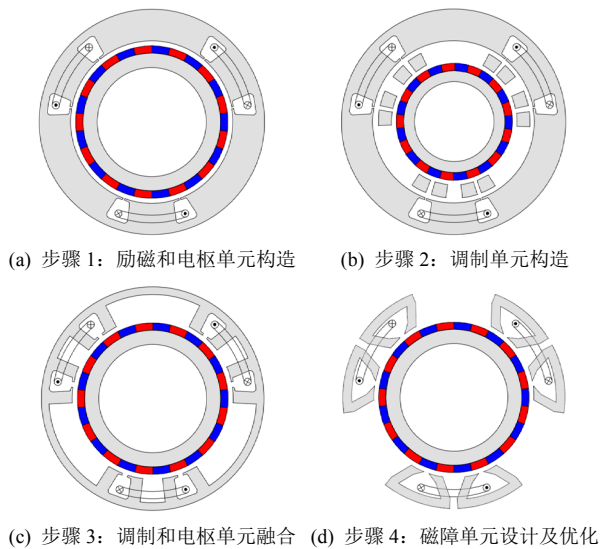 (a) 步骤 1：励磁和电枢单元构造
(b) 步骤 2：调制单元构造
(c) 步骤 3：调制和电枢单元融合
(d) 步骤 4：磁障单元设计及优化